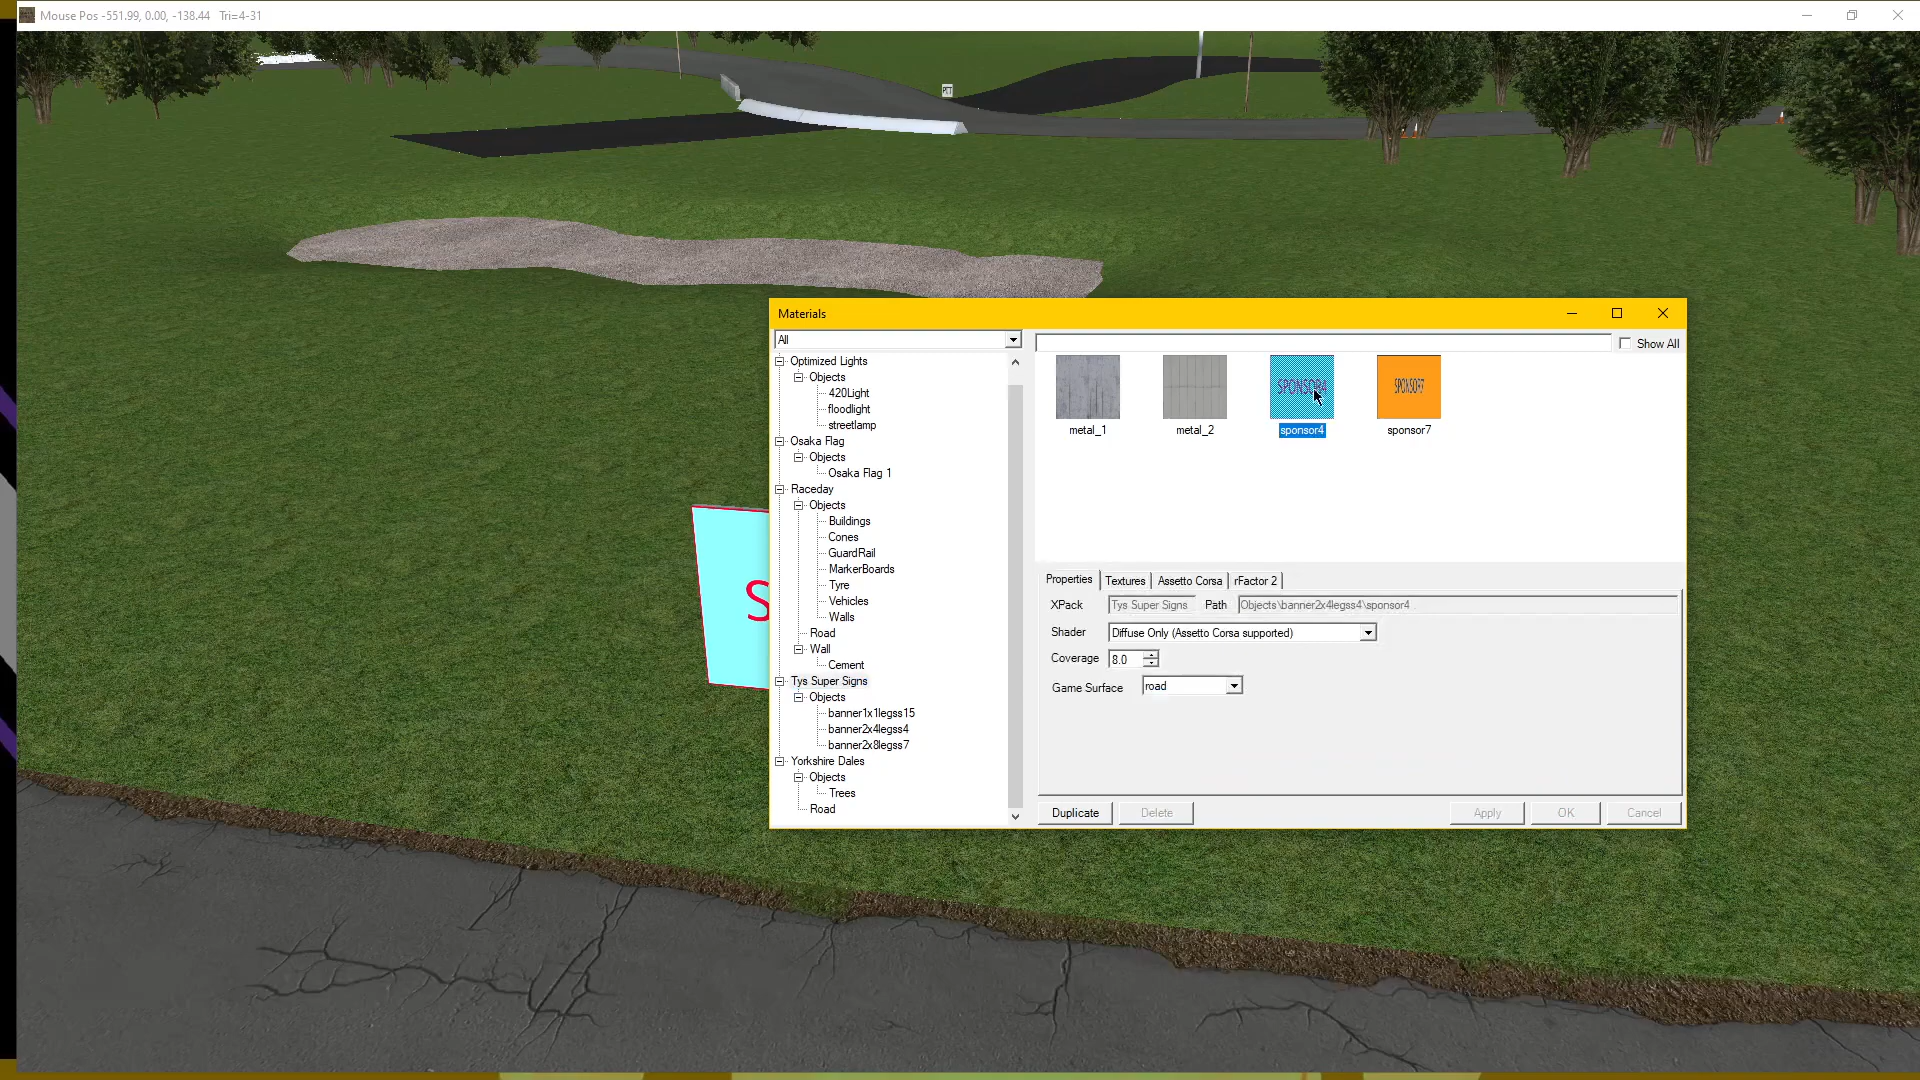 Mouse Pos -551.99, 0.00, -138.44 Tri=4-31
PIT
S
Materials
All
Show All
Optimized Lights
Objects
420Light
floodlight
streetlamp
Osaka Flag
Objects
Osaka Flag 1
Raceday
Objects
Buildings
Cones
GuardRail
MarkerBoards
Tyre
Vehicles
Walls
Road
Wall
Cement
Tys Super Signs
Objects
banner1x1legss15
banner2x4legss4
banner2x8legss7
Yorkshire Dales
Objects
Trees
Road
SPONSOR4
SPONSOR7
metal_1
metal_2
sponsor4
sponsor7
Properties
Textures
Assetto Corsa
rFactor 2
XPack
Tys Super Signs
Path
Objects\banner2x4legss4\sponsor4
Shader
Diffuse Only (Assetto Corsa supported)
Coverage
8.0
Game Surface
road
Duplicate
Delete
Apply
OK
Cancel